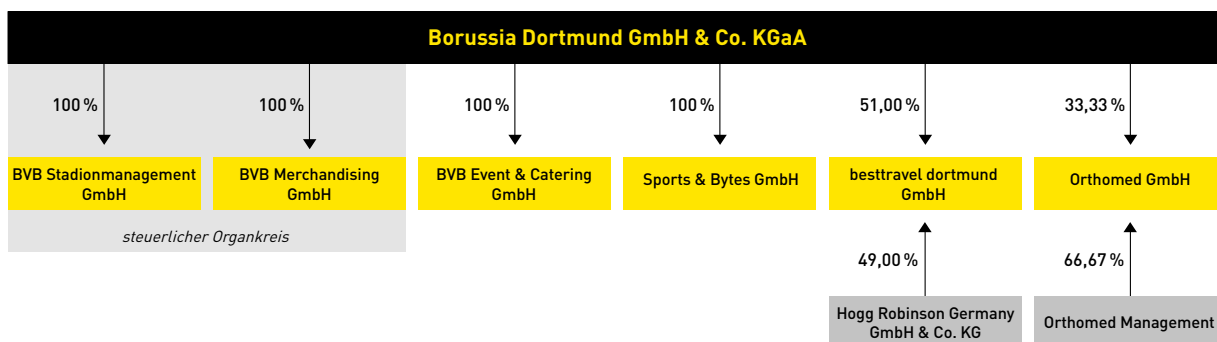 Borussia Dortmund GmbH & Co. KGaA
100 %
100 %
100 %
100 %
51,00 %
33,33 %
BVB Stadionmanagement
GmbH
BVB Merchandising
GmbH
BVB Event & Catering
GmbH
Sports & Bytes GmbH
besttravel dortmund
GmbH
Orthomed GmbH
steuerlicher Organkreis
49,00 %
66,67 %
Hogg Robinson Germany
GmbH & Co. KG
Orthomed Management